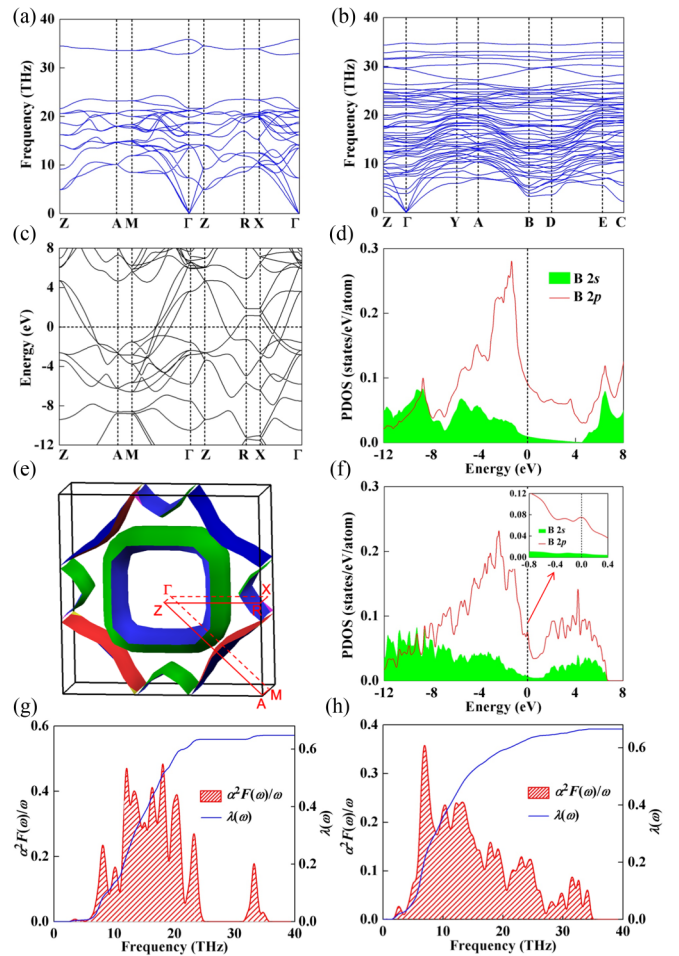 (a)
40
30
20
10
0
Frequency (THz)
Z A M Γ Z R X Γ
(b)
40
30
20
10
0
Frequency (THz)
Z Γ Y A B D E C
(c)
8
4
0
-4
-8
-12
Energy (eV)
Z A M Γ Z R X Γ
(d)
0.3
0.2
0.1
0.0
PDOS (states/eV/atom)
B 2s
B 2p
-12 -8 -4 0 4 8
Energy (eV)
(e)
Γ X
Z R
M
A
(f)
0.3
0.2
0.1
0.0
PDOS (states/eV/atom)
0.12
0.08
0.04
0.00
B 2s
B 2p
-0.8 -0.4 0.0 0.4
-12 -8 -4 0 4 8
Energy (eV)
(g)
0.6
0.4
0.2
0.0
α²F(ω)/ω
α²F(ω)/ω
λ(ω)
0.6
0.4
0.2
0.0
λ(ω)
0 10 20 30 40
Frequency (THz)
(h)
0.4
0.3
0.2
0.1
0.0
α²F(ω)/ω
α²F(ω)/ω
λ(ω)
0.6
0.4
0.2
0.0
λ(ω)
0 10 20 30 40
Frequency (THz)